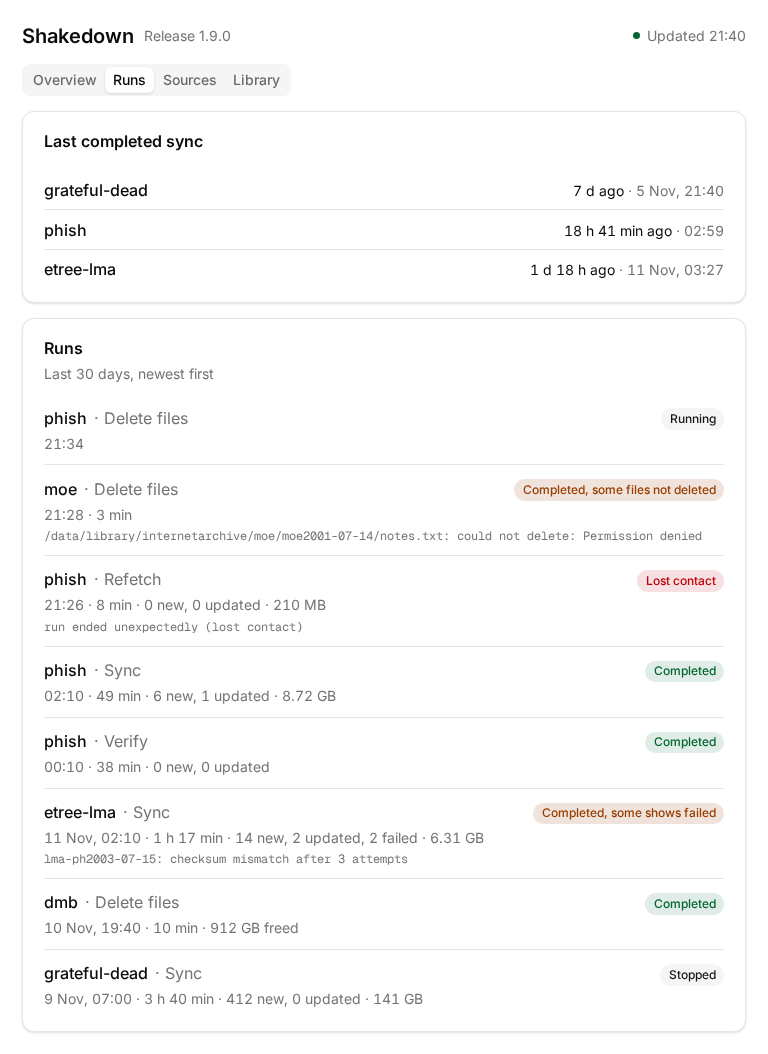 Shakedown Release 1.9.0 Updated 21:40
Overview Runs Sources Library
Last completed sync
grateful-dead 7 d ago · 5 Nov, 21:40
phish 18 h 41 min ago · 02:59
etree-lma 1 d 18 h ago · 11 Nov, 03:27
Runs
Last 30 days, newest first
phish · Delete files Running
21:34
moe · Delete files Completed, some files not deleted
21:28 · 3 min
/data/library/internetarchive/moe/moe2001-07-14/notes.txt: could not delete: Permission denied
phish · Refetch Lost contact
21:26 · 8 min · 0 new, 0 updated · 210 MB
run ended unexpectedly (lost contact)
phish · Sync Completed
02:10 · 49 min · 6 new, 1 updated · 8.72 GB
phish · Verify Completed
00:10 · 38 min · 0 new, 0 updated
etree-lma · Sync Completed, some shows failed
11 Nov, 02:10 · 1 h 17 min · 14 new, 2 updated, 2 failed · 6.31 GB
lma-ph2003-07-15: checksum mismatch after 3 attempts
dmb · Delete files Completed
10 Nov, 19:40 · 10 min · 912 GB freed
grateful-dead · Sync Stopped
9 Nov, 07:00 · 3 h 40 min · 412 new, 0 updated · 141 GB